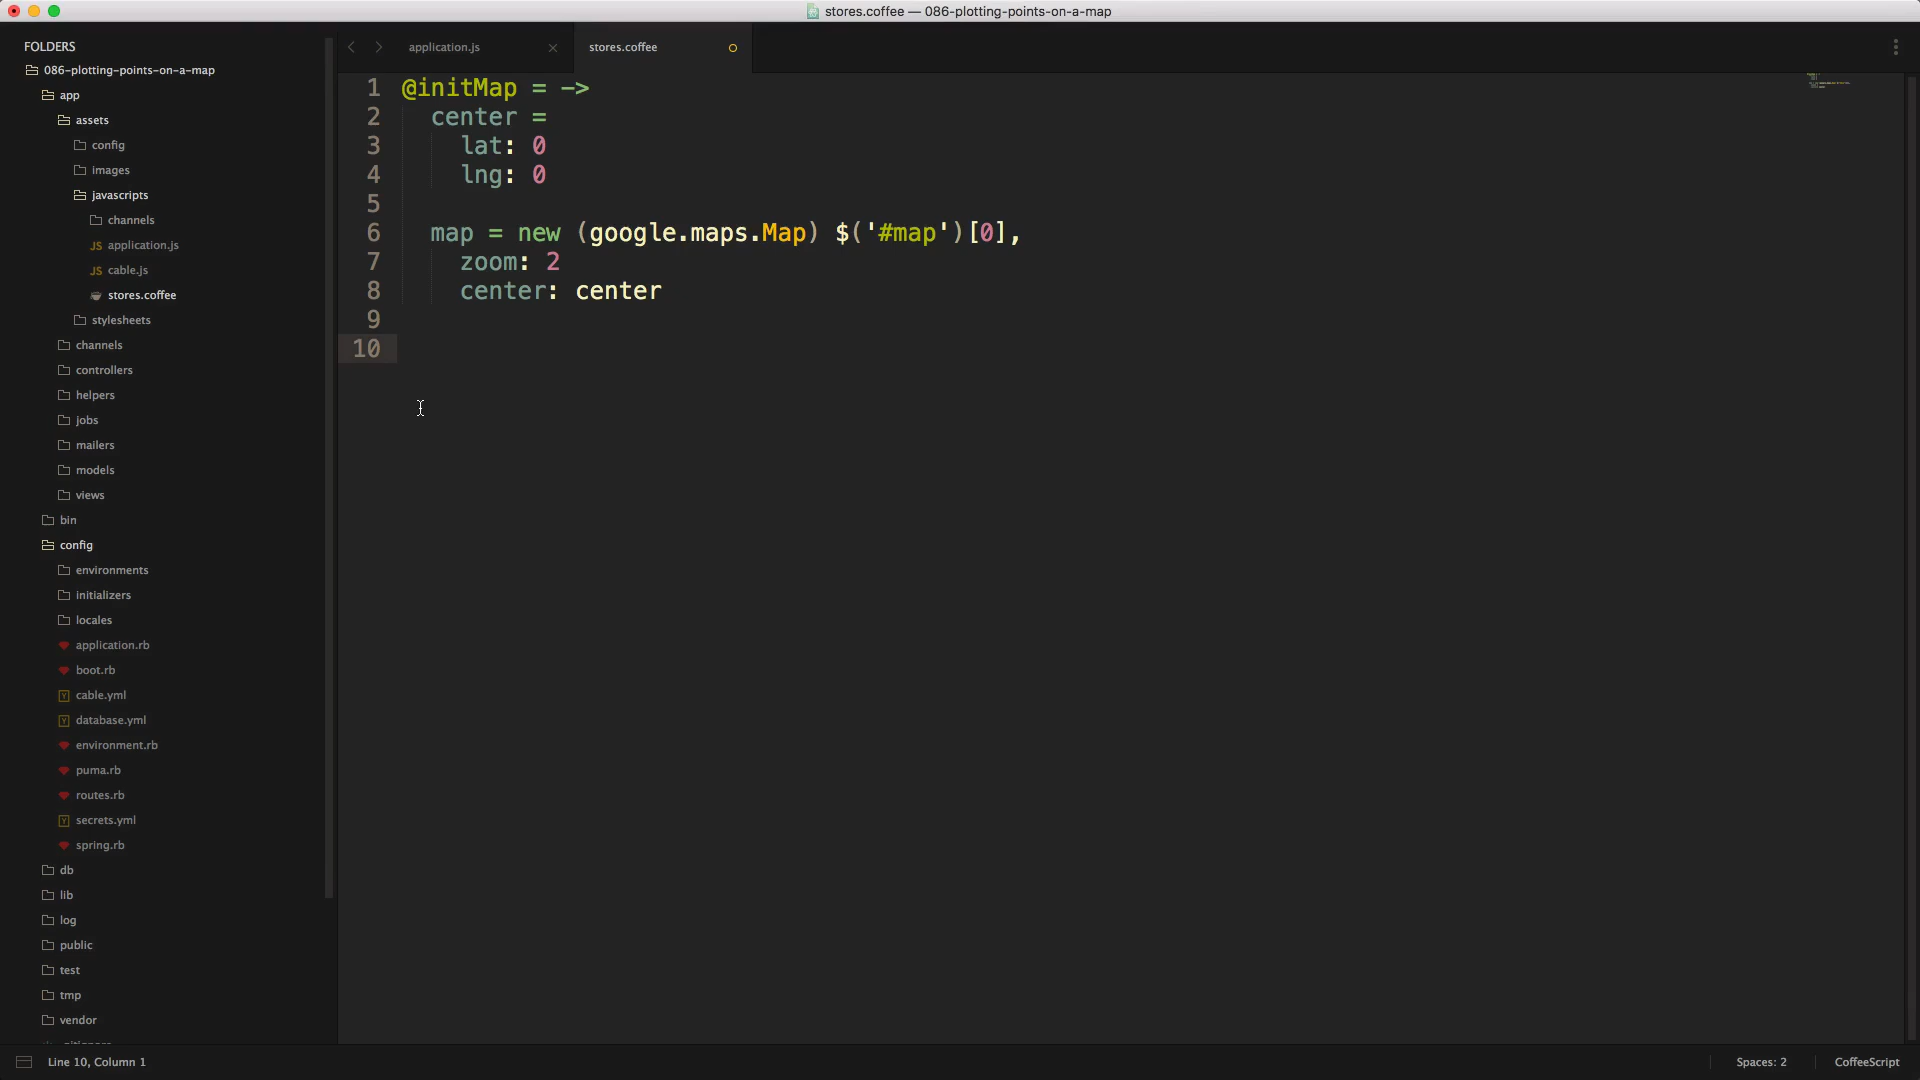 stores.coffee — 086-plotting-points-on-a-map
FOLDERS
086-plotting-points-on-a-map
app
assets
config
images
javascripts
channels
JS application.js
JS cable.js
stores.coffee
stylesheets
channels
controllers
helpers
jobs
mailers
models
views
bin
config
environments
initializers
locales
application.rb
boot.rb
Y cable.yml
Y database.yml
environment.rb
puma.rb
routes.rb
Y secrets.yml
spring.rb
db
lib
log
public
test
tmp
vendor
application.js
stores.coffee
1 @initMap = ->
2 center =
3 lat: 0
4 lng: 0
5
6 map = new (google.maps.Map) $('#map')[0],
7 zoom: 2
8 center: center
9
10
Line 10, Column 1
Spaces: 2
CoffeeScript